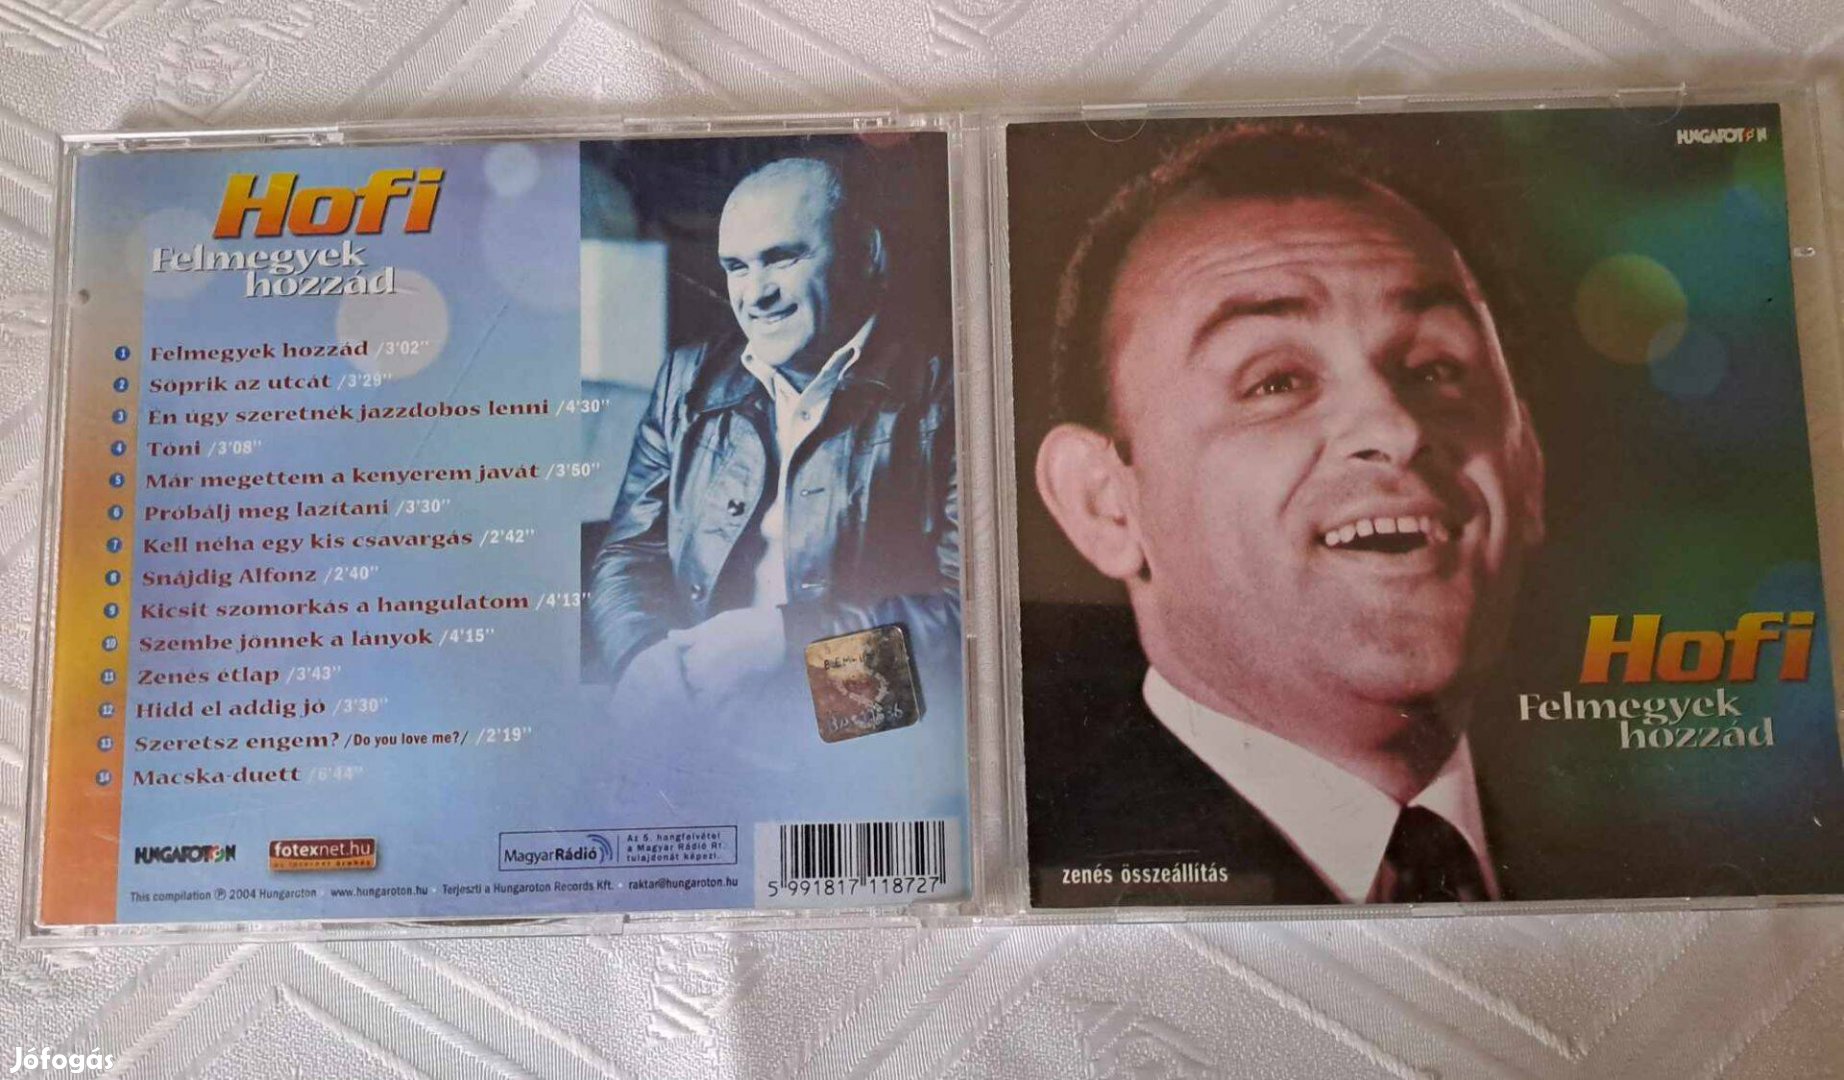 Hofi
Felmegyek
hozzád
1 Felmegyek hozzád /3'02"
2 Söprik az utcát /3'29"
3 Én úgy szeretnék jazzdobos lenni /4'30"
4 Tóni /3'08"
5 Már megettem a kenyerem javát /3'50"
6 Próbálj meg lazítani /3'30"
7 Kell néha egy kis csavargás /2'42"
8 Snájdig Alfonz /2'40"
9 Kicsit szomorkás a hangulatom /4'13"
10 Szembe jönnek a lányok /4'15"
11 Zenés étlap /3'43"
12 Hidd el addig jó /3'30"
13 Szeretsz engem? /Do you love me?/ /2'19"
14 Macska-duett /6'44"
HUNGAROTON
fotexnet.hu
az internet áruház
MagyarRádió
Az 5. hangfelvétel
a Magyar Rádió Rt.
tulajdonát képezi.
This compilation ℗ 2004 Hungaroton · www.hungaroton.hu · Terjeszti a Hungaroton Records Kft. · raktar@hungaroton.hu
5 991817 118727
HUNGAROTON
Hofi
Felmegyek
hozzád
zenés összeállítás
Jófogás